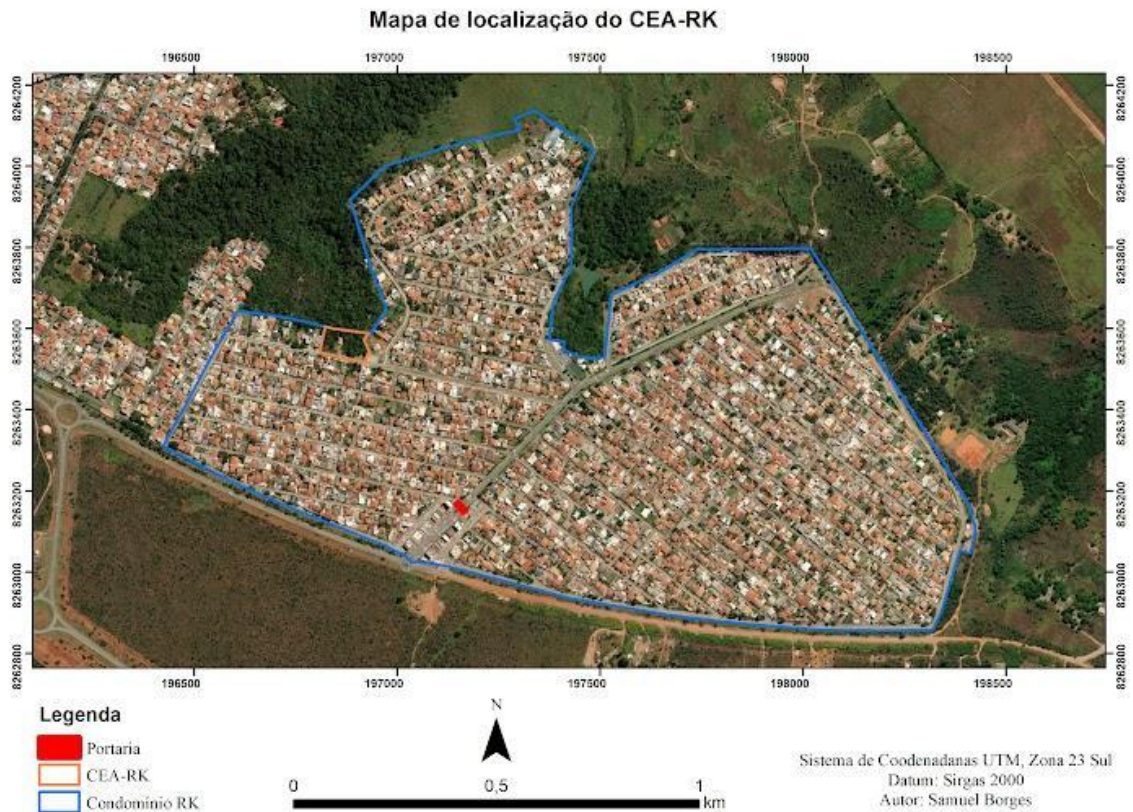 Mapa de localização do CEA-RK
196500 197000 197500 198000 198500
8264200 8264200
8264000 8264000
8263800 8263800
8263600 8263600
8263400 8263400
8263200 8263200
8263000 8263000
8262800 8262800
196500 197000 197500 198000 198500
Legenda
Portaria
CEA-RK
Condomínio RK
N
0 0,5 1
km
Sistema de Coodenadanas UTM, Zona 23 Sul
Datum: Sirgas 2000
Autor: Samuel Borges